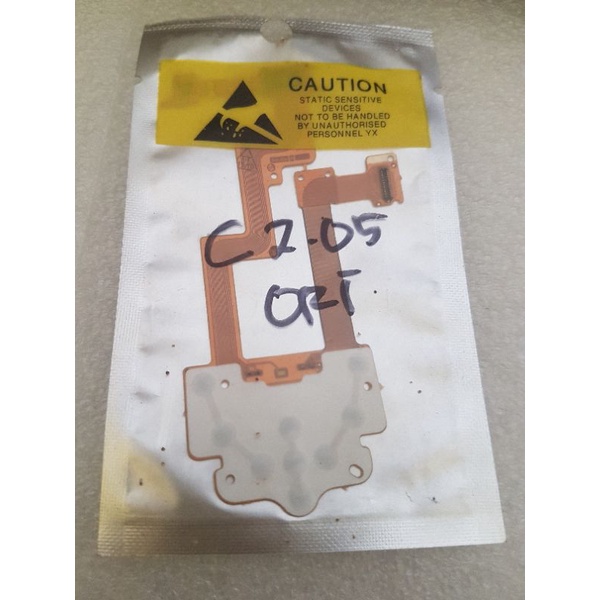 CAUTION
STATIC SENSITIVE
DEVICES
NOT TO BE HANDLED
BY UNAUTHORISED
PERSONNEL YX
C2-05
ORI